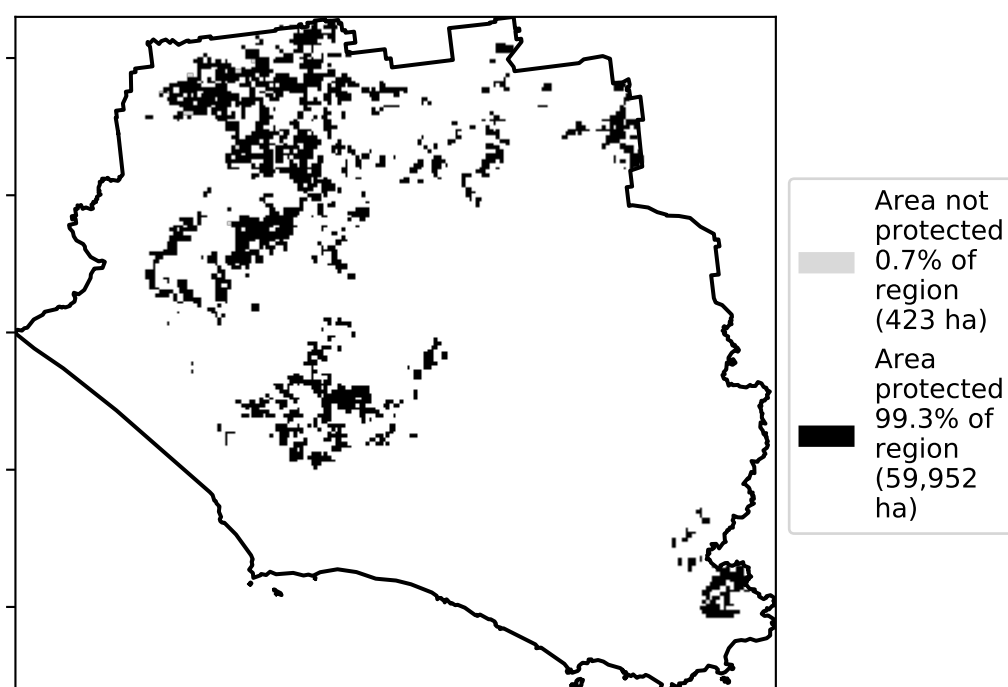 Area not
protected
0.7% of
region
(423 ha)
Area
protected
99.3% of
region
(59,952
ha)